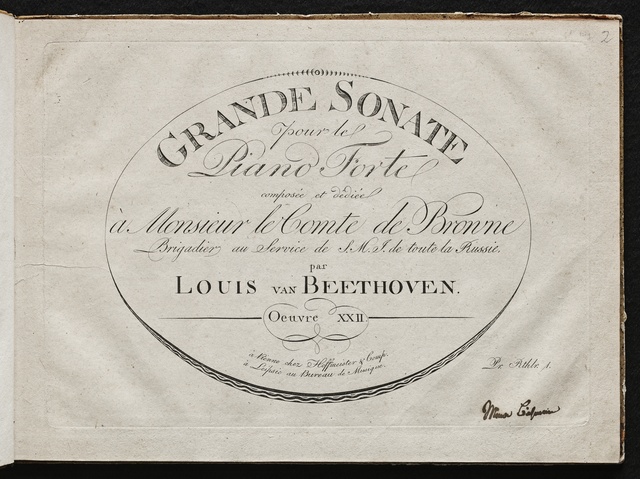 2
GRANDE SONATE
pour le
Piano Forte
composée et dédiée
à Monsieur le Comte de Browne
Brigadier au Service de S.M.I. de toute la Russie.
par
LOUIS VAN BEETHOVEN.
Oeuvre XXII.
à Vienne chez Hoffmeister & Comp.
à Leipsic au Bureau de Musique.
Pr. Rthlr. 1.